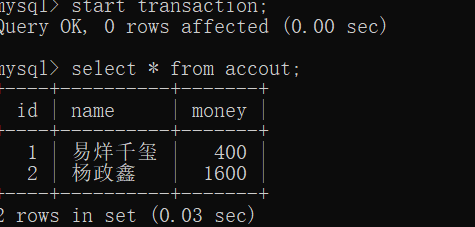 mysql> start transaction;
Query OK, 0 rows affected (0.00 sec)
mysql> select * from accout;
+----+----------+-------+
| id | name | money |
+----+----------+-------+
| 1 | 易烊千玺 | 400 |
| 2 | 杨政鑫 | 1600 |
+----+----------+-------+
2 rows in set (0.03 sec)